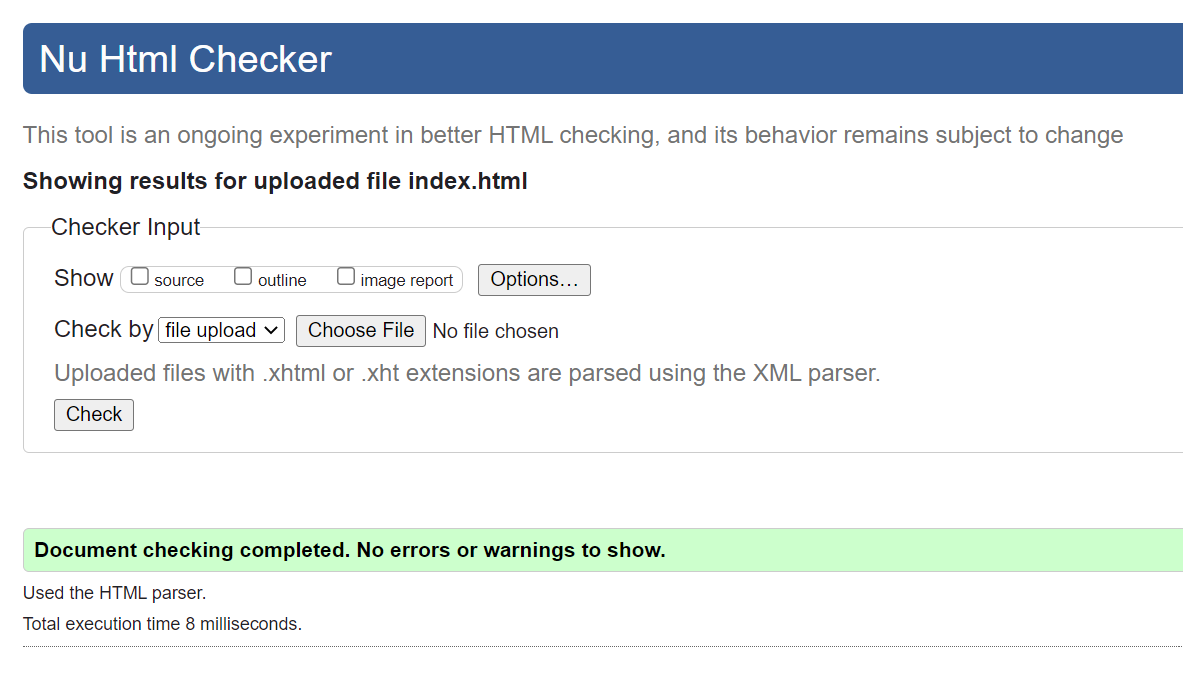 Nu Html Checker
This tool is an ongoing experiment in better HTML checking, and its behavior remains subject to change
Showing results for uploaded file index.html
Checker Input
Show source outline image report Options...
Check by file upload Choose File No file chosen
Uploaded files with .xhtml or .xht extensions are parsed using the XML parser.
Check
Document checking completed. No errors or warnings to show.
Used the HTML parser.
Total execution time 8 milliseconds.